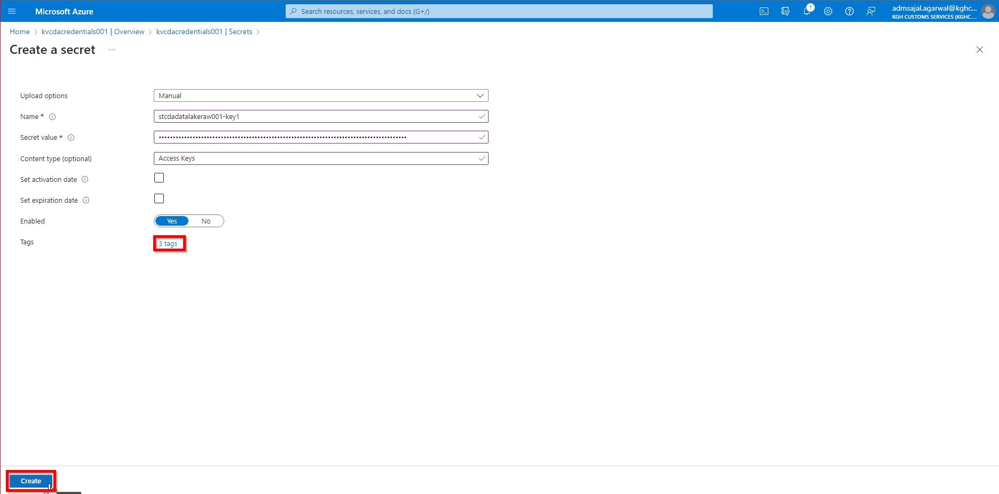 Microsoft Azure
Search resources, services, and docs (G+/)
1
admsajal.agarwal@kghc...
KGH CUSTOMS SERVICES (KGHC....
Home > kvcdacredentials001 | Overview > kvcdacredentials001 | Secrets >
Create a secret ...
Upload options
Manual
Name *
stcdadatalakeraw001-key1
Secret value *
Content type (optional)
Access Keys
Set activation date
Set expiration date
Enabled
Yes No
Tags
3 tags
Create